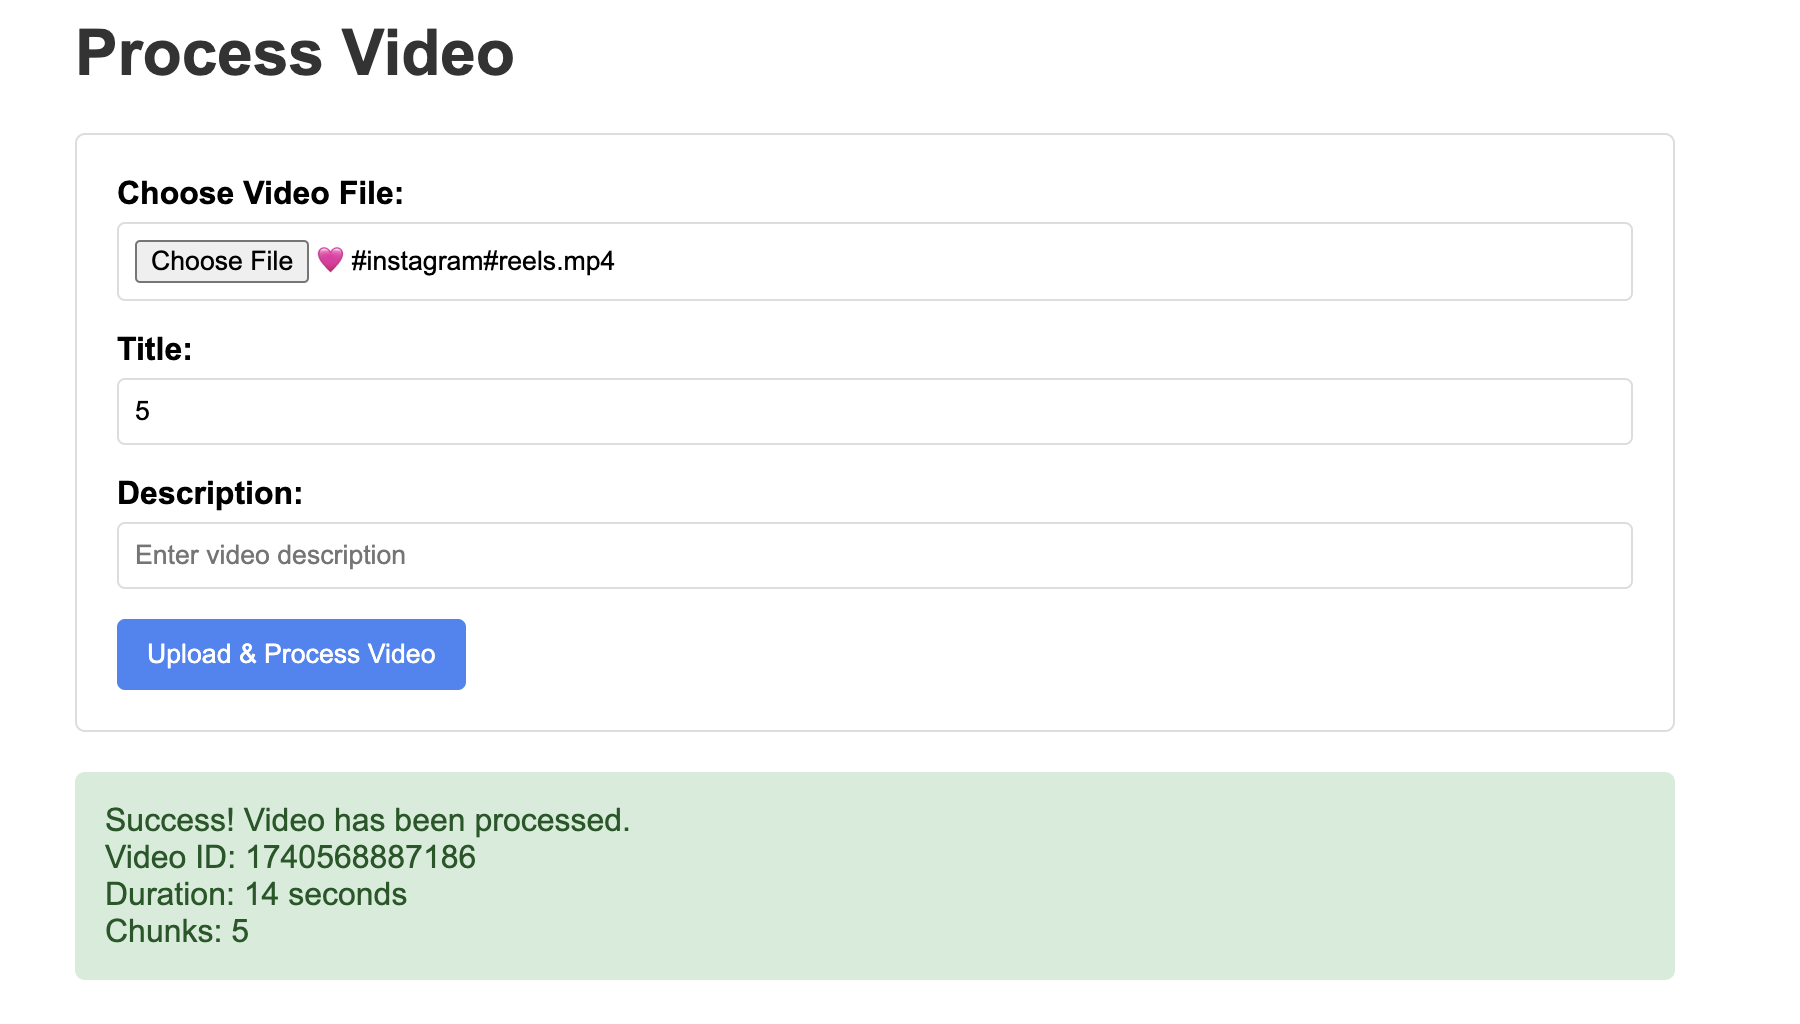 Process Video
Choose Video File:
Choose File 💗 #instagram#reels.mp4
Title:
5
Description:
Enter video description
Upload & Process Video
Success! Video has been processed.
Video ID: 1740568887186
Duration: 14 seconds
Chunks: 5